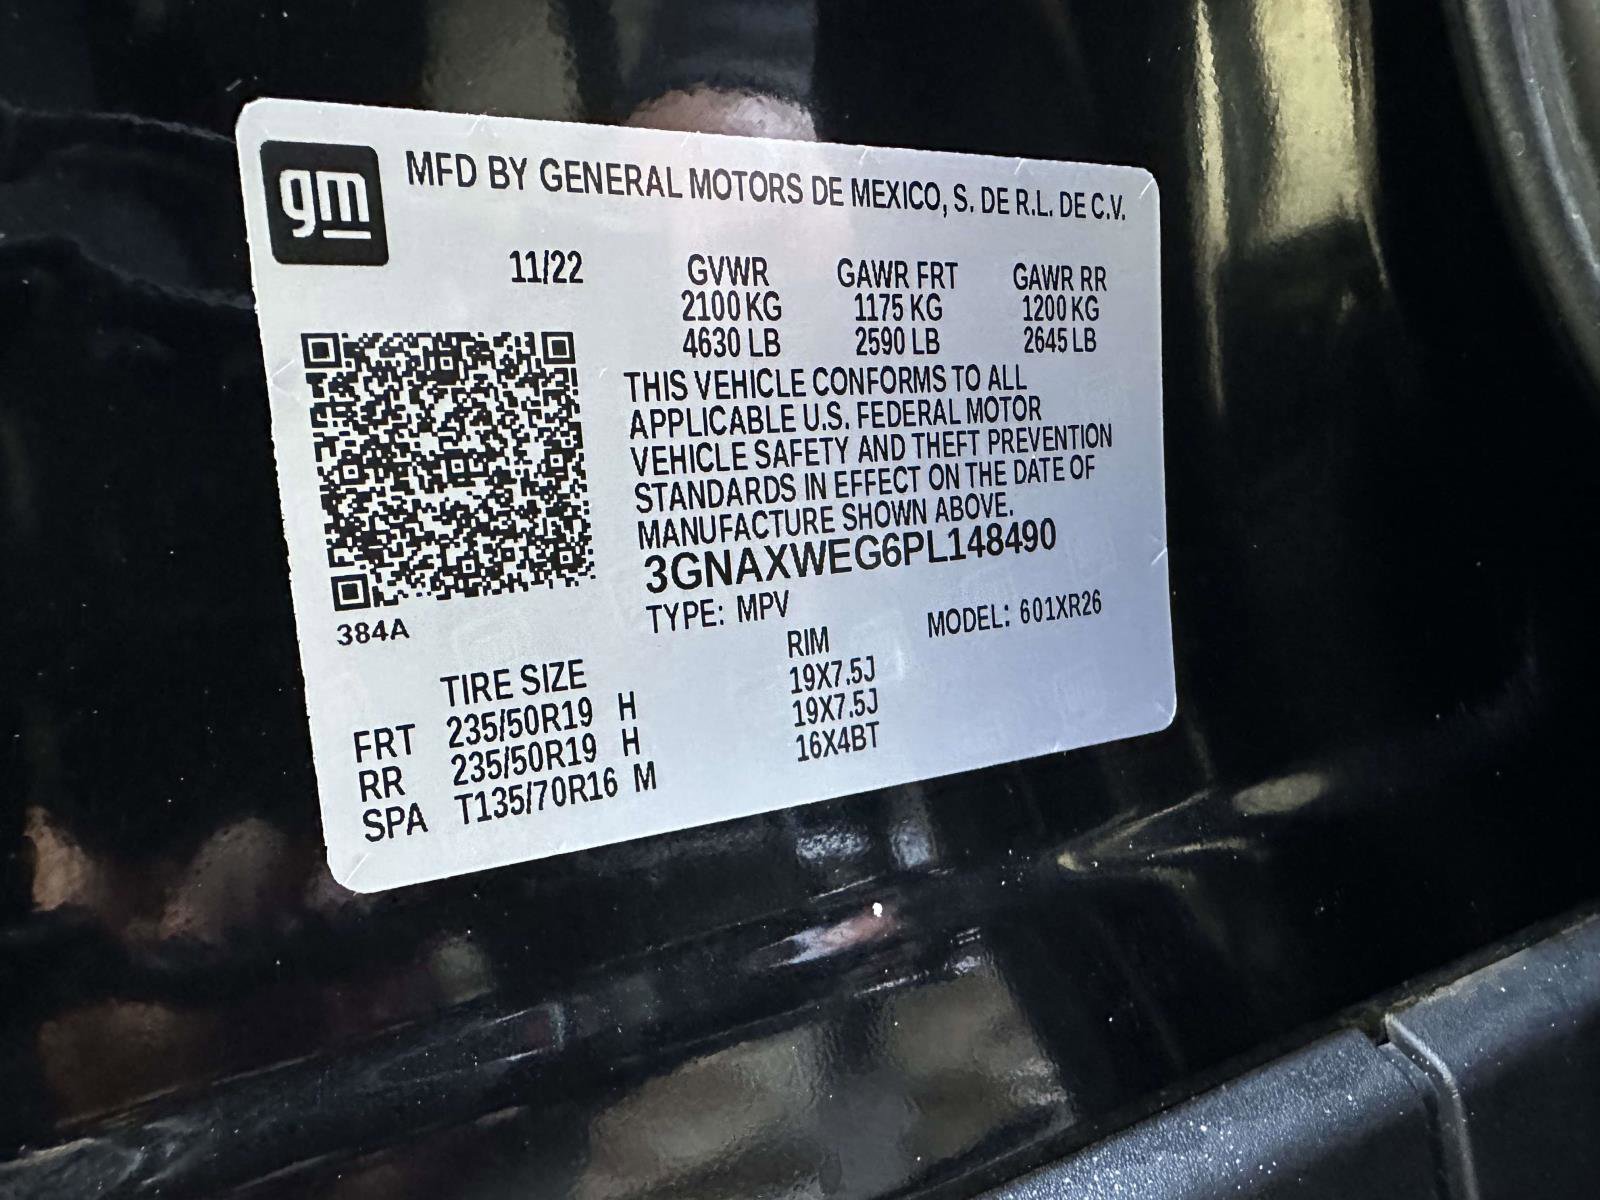 gm
MFD BY GENERAL MOTORS DE MEXICO, S. DE R.L. DE C.V.
11/22 GVWR GAWR FRT GAWR RR
2100 KG 1175 KG 1200 KG
4630 LB 2590 LB 2645 LB
THIS VEHICLE CONFORMS TO ALL
APPLICABLE U.S. FEDERAL MOTOR
VEHICLE SAFETY AND THEFT PREVENTION
STANDARDS IN EFFECT ON THE DATE OF
MANUFACTURE SHOWN ABOVE.
3GNAXWEG6PL148490
384A
TYPE: MPV MODEL: 601XR26
TIRE SIZE RIM
FRT 235/50R19 H 19X7.5J
RR 235/50R19 H 19X7.5J
SPA T135/70R16 M 16X4BT